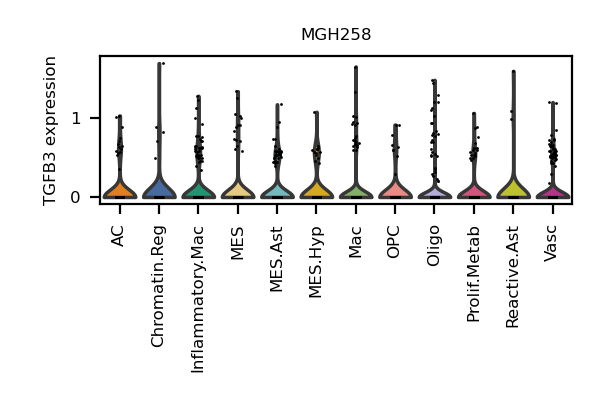 MGH258
TGFB3 expression
1
0
AC
Chromatin.Reg
Inflammatory.Mac
MES
MES.Ast
MES.Hyp
Mac
OPC
Oligo
Prolif.Metab
Reactive.Ast
Vasc